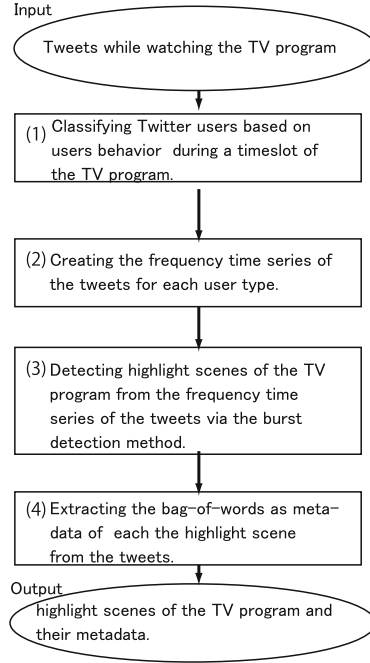 Input
Tweets while watching the TV program
(1) Classifying Twitter users based on
users behavior during a timeslot of
the TV program.
(2) Creating the frequency time series of
the tweets for each user type.
(3) Detecting highlight scenes of the TV
program from the frequency time
series of the tweets via the burst
detection method.
(4) Extracting the bag-of-words as meta-
data of each the highlight scene
from the tweets.
Output
highlight scenes of the TV program and
their metadata.